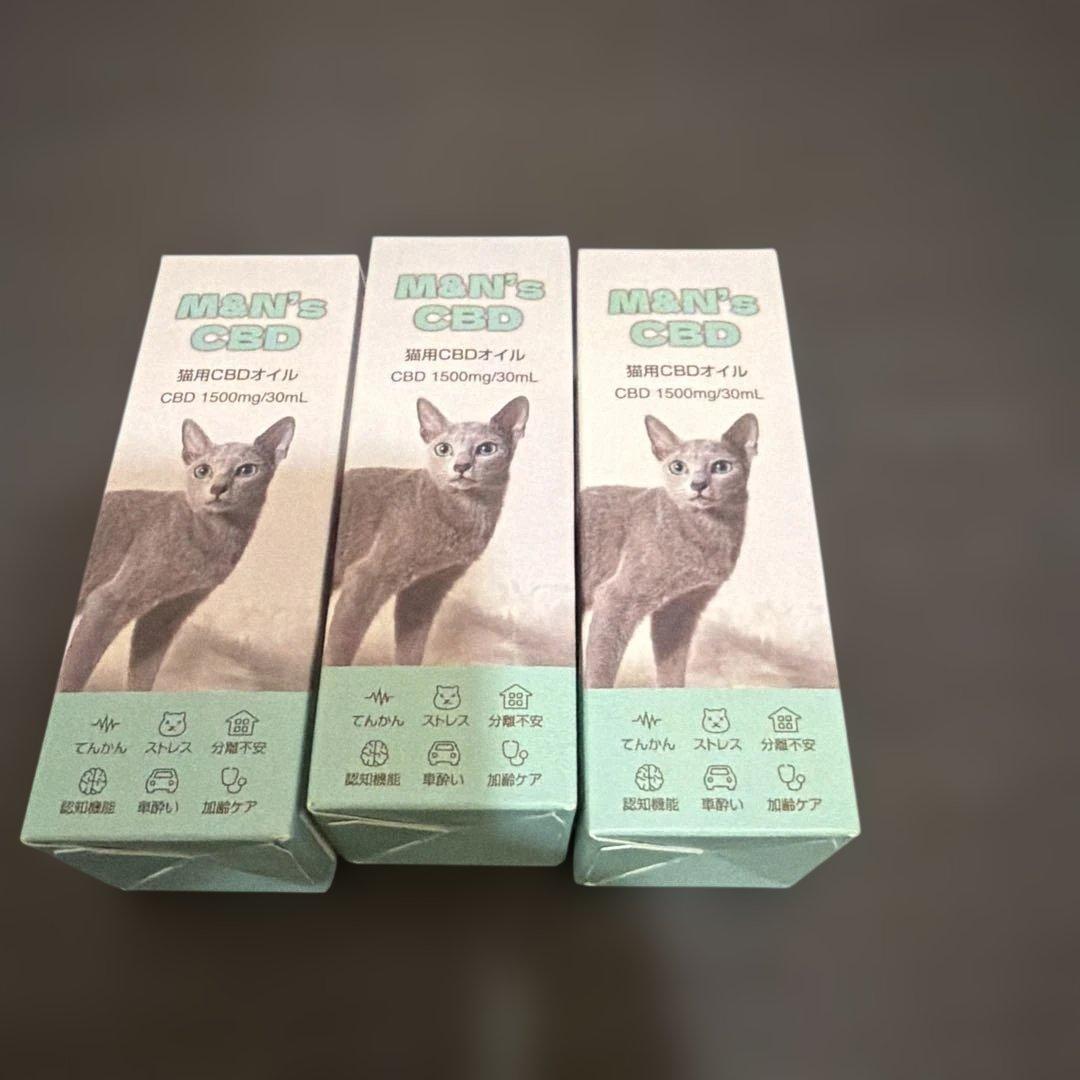 M&N's
CBD
猫用CBDオイル
CBD 1500mg/30mL
てんかん ストレス 分離不安
認知機能 車酔い 加齢ケア
M&N's
CBD
猫用CBDオイル
CBD 1500mg/30mL
てんかん ストレス 分離不安
認知機能 車酔い 加齢ケア
M&N's
CBD
猫用CBDオイル
CBD 1500mg/30mL
てんかん ストレス 分離不安
認知機能 車酔い 加齢ケア